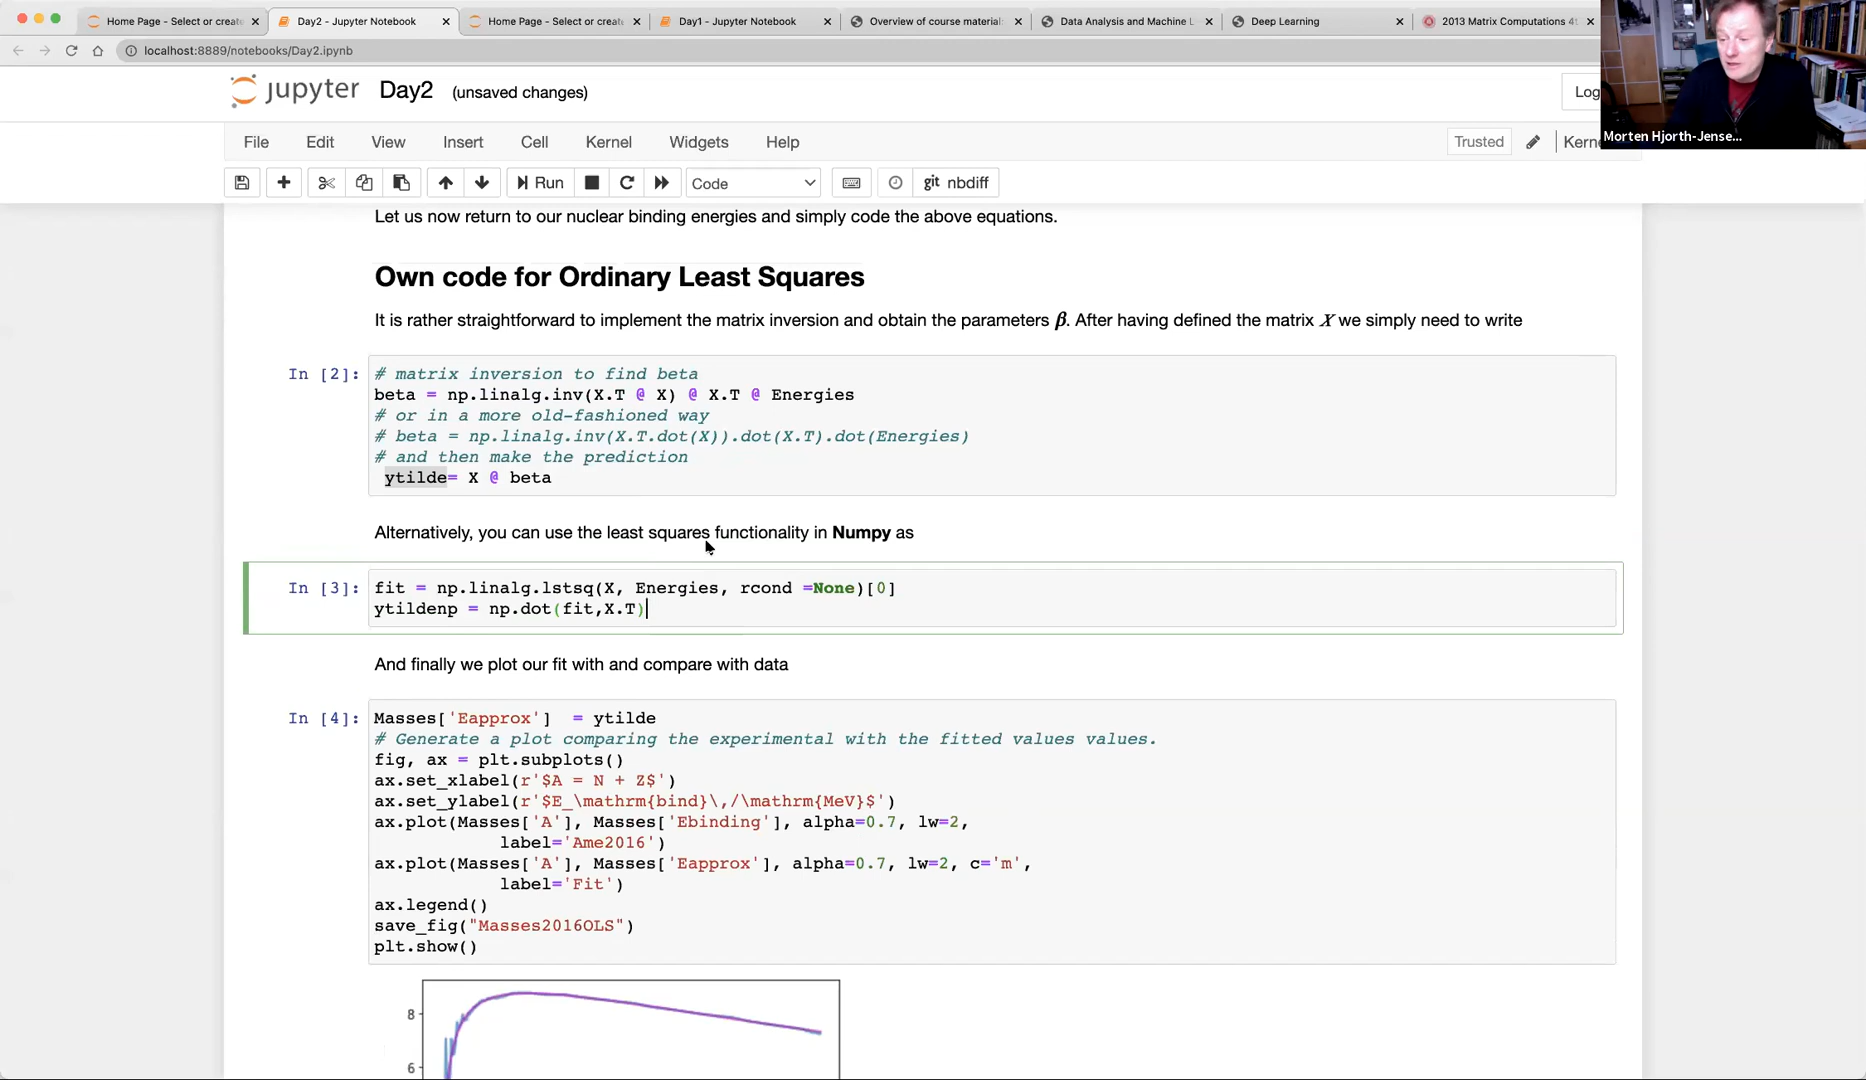 Home Page - Select or create
Day2 - Jupyter Notebook
Home Page - Select or create
Day1 - Jupyter Notebook
Overview of course material
Data Analysis and Machine L
Deep Learning
2013 Matrix Computations 4t
localhost:8889/notebooks/Day2.ipynb
jupyter Day2 (unsaved changes)
Log
Morten Hjorth-Jense...
File Edit View Insert Cell Kernel Widgets Help
Trusted
Kerne
Run
Code
git nbdiff
Let us now return to our nuclear binding energies and simply code the above equations.
Own code for Ordinary Least Squares
It is rather straightforward to implement the matrix inversion and obtain the parameters β. After having defined the matrix X we simply need to write
In [2]:
# matrix inversion to find beta
beta = np.linalg.inv(X.T @ X) @ X.T @ Energies
# or in a more old-fashioned way
# beta = np.linalg.inv(X.T.dot(X)).dot(X.T).dot(Energies)
# and then make the prediction
ytilde= X @ beta
Alternatively, you can use the least squares functionality in Numpy as
In [3]:
fit = np.linalg.lstsq(X, Energies, rcond =None)[0]
ytildenp = np.dot(fit,X.T)
And finally we plot our fit with and compare with data
In [4]:
Masses['Eapprox']  = ytilde
# Generate a plot comparing the experimental with the fitted values values.
fig, ax = plt.subplots()
ax.set_xlabel(r'$A = N + Z$')
ax.set_ylabel(r'$E_\mathrm{bind}\,/\mathrm{MeV}$')
ax.plot(Masses['A'], Masses['Ebinding'], alpha=0.7, lw=2,
label='Ame2016')
ax.plot(Masses['A'], Masses['Eapprox'], alpha=0.7, lw=2, c='m',
label='Fit')
ax.legend()
save_fig("Masses2016OLS")
plt.show()
8
6